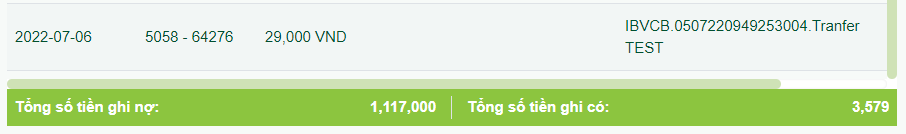 2022-07-06 5058 - 64276 29,000 VND IBVCB.0507220949253004.Tranfer
TEST
Tổng số tiền ghi nợ: 1,117,000 Tổng số tiền ghi có: 3,579